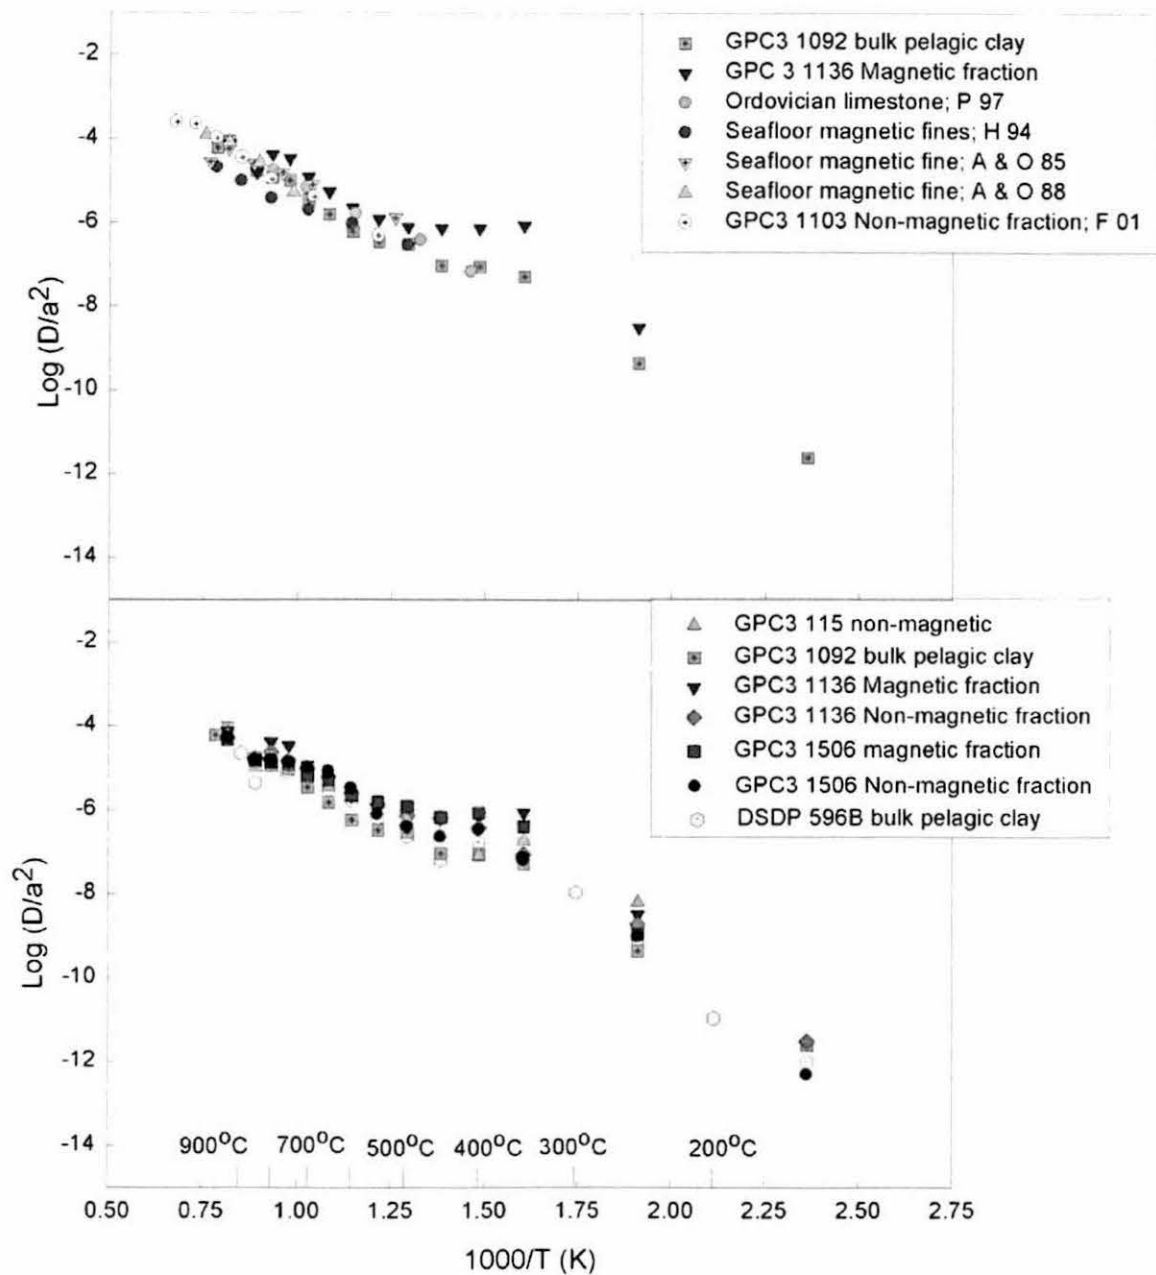 -2
-4
-6
-8
-10
-12
-14
Log (D/a²)
GPC3 1092 bulk pelagic clay
GPC 3 1136 Magnetic fraction
Ordovician limestone; P 97
Seafloor magnetic fines; H 94
Seafloor magnetic fine; A & O 85
Seafloor magnetic fine; A & O 88
GPC3 1103 Non-magnetic fraction; F 01
-2
-4
-6
-8
-10
-12
-14
Log (D/a²)
GPC3 115 non-magnetic
GPC3 1092 bulk pelagic clay
GPC3 1136 Magnetic fraction
GPC3 1136 Non-magnetic fraction
GPC3 1506 magnetic fraction
GPC3 1506 Non-magnetic fraction
DSDP 596B bulk pelagic clay
900°C 700°C 500°C 400°C 300°C 200°C
0.50 0.75 1.00 1.25 1.50 1.75 2.00 2.25 2.50 2.75
1000/T (K)